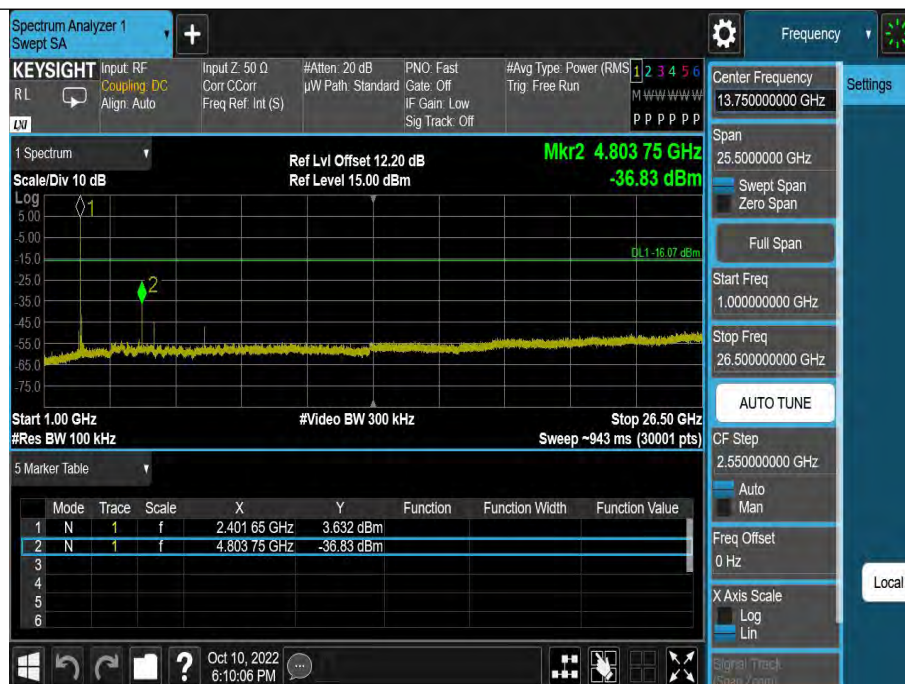 Spectrum Analyzer 1
Swept SA
Frequency
KEYSIGHT
RL
LXI
Input: RF
Coupling: DC
Align: Auto
Input Z: 50 Ω
Corr CCorr
Freq Ref: Int (S)
#Atten: 20 dB
µW Path: Standard
PNO: Fast
Gate: Off
IF Gain: Low
Sig Track: Off
#Avg Type: Power (RMS
Trig: Free Run
1 2 3 4 5 6
M W W W W W
P P P P P P
1 Spectrum
Scale/Div 10 dB
Ref Lvl Offset 12.20 dB
Ref Level 15.00 dBm
Mkr2 4.803 75 GHz
-36.83 dBm
Log
5.00
-5.00
-15.0
-25.0
-35.0
-45.0
-55.0
-65.0
-75.0
1
2
DL1 -16.07 dBm
Start 1.00 GHz
#Video BW 300 kHz
Stop 26.50 GHz
#Res BW 100 kHz
Sweep ~943 ms (30001 pts)
5 Marker Table
Mode Trace Scale X Y Function Function Width Function Value
1 N 1 f 2.401 65 GHz 3.632 dBm
2 N 1 f 4.803 75 GHz -36.83 dBm
3
4
5
6
Oct 10, 2022
6:10:06 PM
Center Frequency
13.750000000 GHz
Span
25.5000000 GHz
Swept Span
Zero Span
Full Span
Start Freq
1.000000000 GHz
Stop Freq
26.500000000 GHz
AUTO TUNE
CF Step
2.550000000 GHz
Auto
Man
Freq Offset
0 Hz
X Axis Scale
Log
Lin
Signal Track
(Span Zoom)
Settings
Local